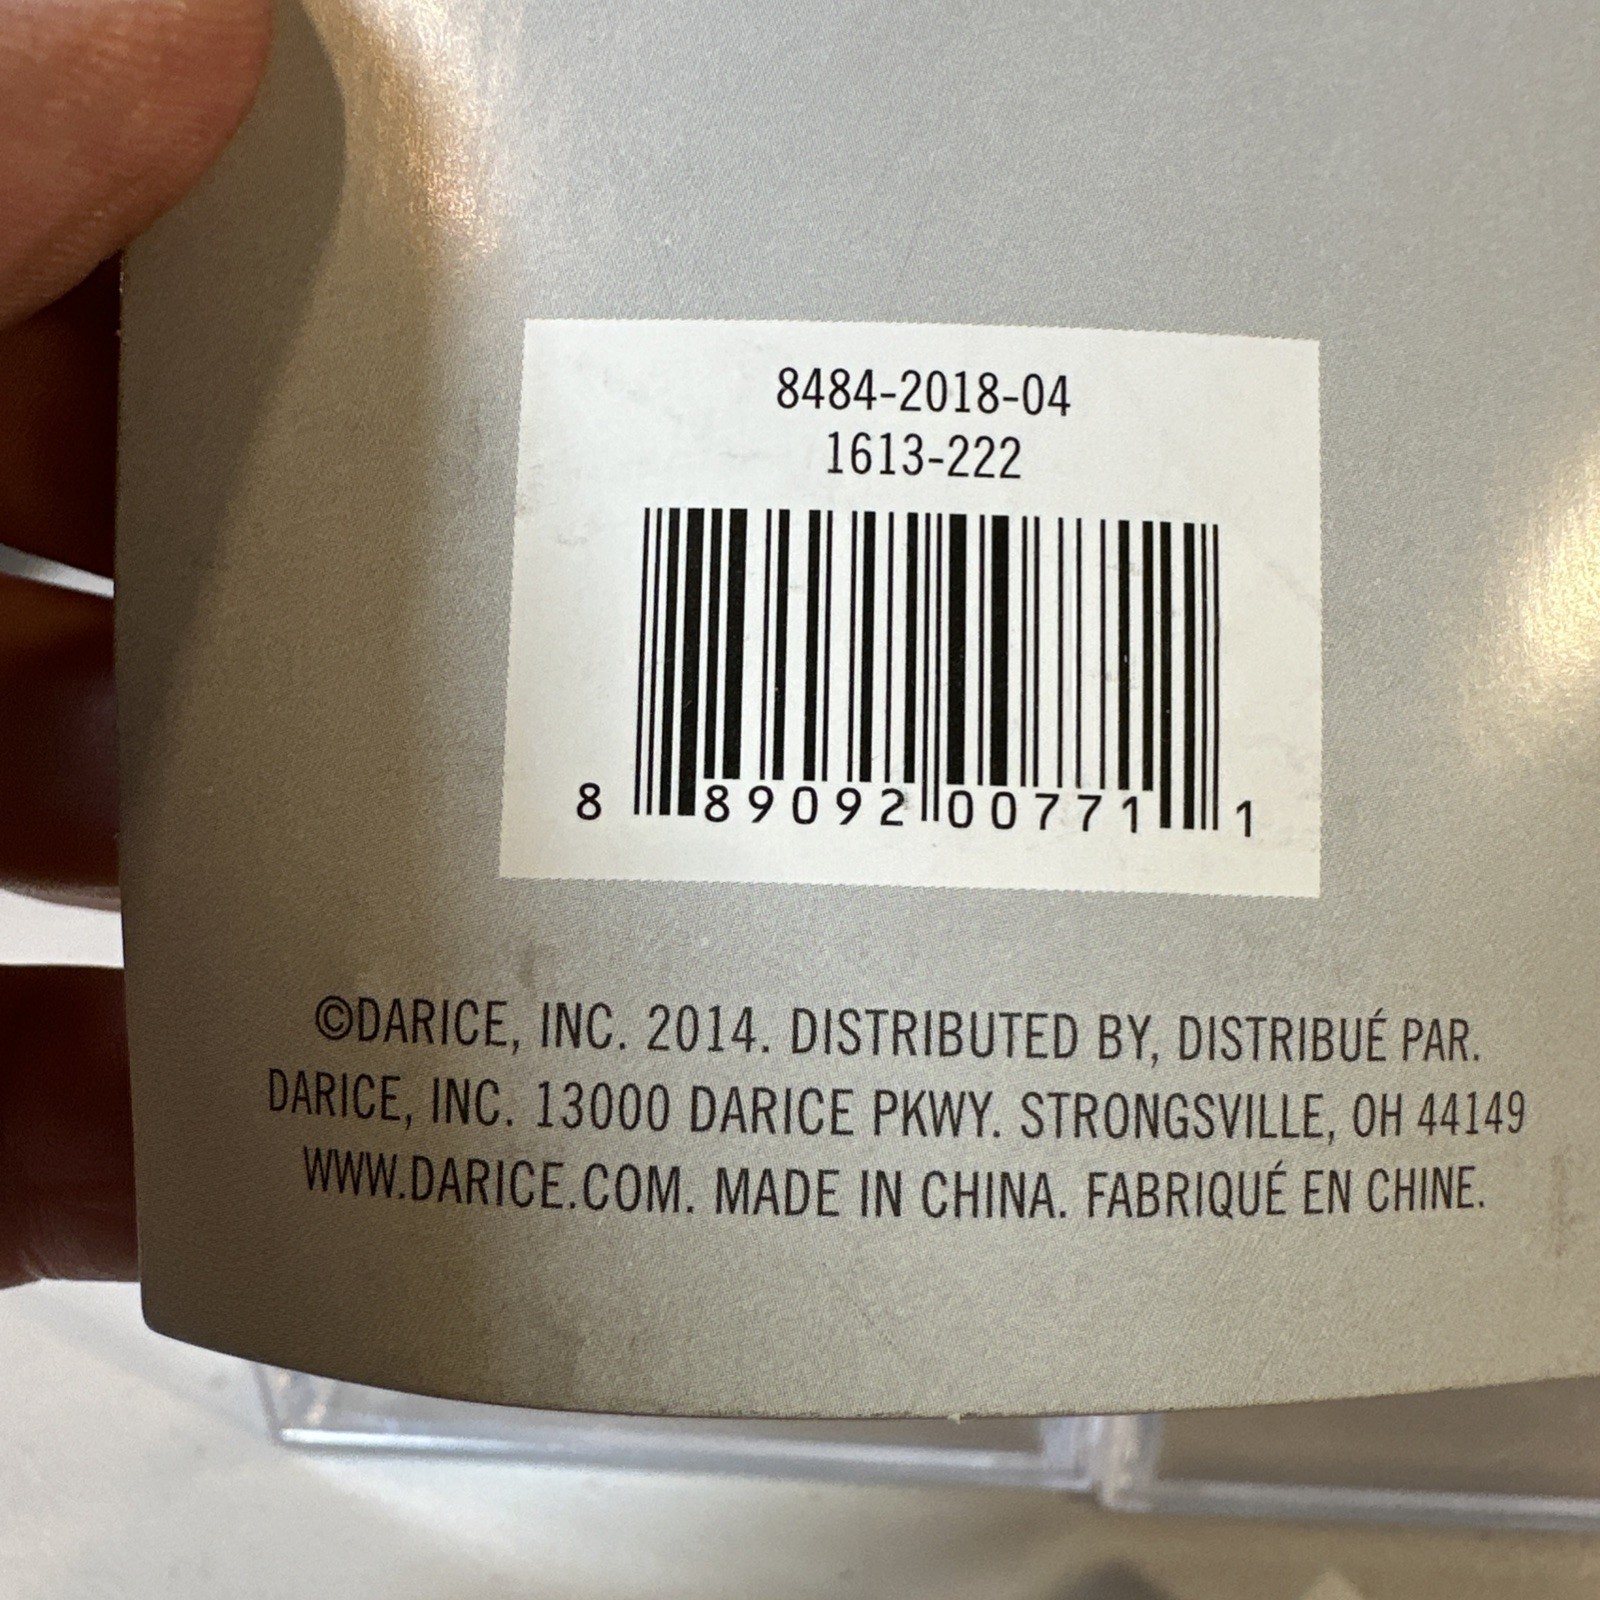 8484-2018-04
1613-222
8 89092 00771 1
©DARICE, INC. 2014. DISTRIBUTED BY, DISTRIBUÉ PAR.
DARICE, INC. 13000 DARICE PKWY. STRONGSVILLE, OH 44149
WWW.DARICE.COM. MADE IN CHINA. FABRIQUÉ EN CHINE.